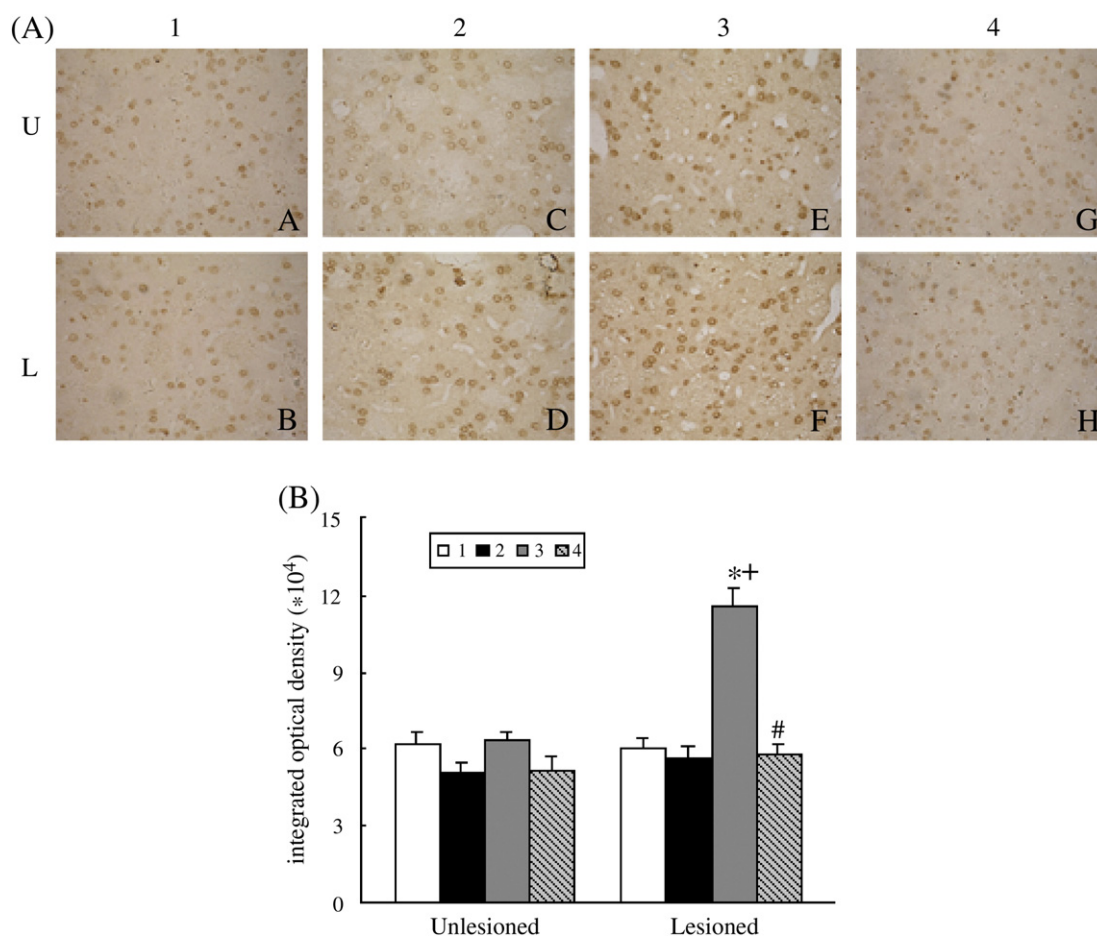 (A)
1 2 3 4
U
A C E G
L
B D F H
(B)
integrated optical density (*10⁴)
15
12
9
6
3
0
1 2 3 4
*+
#
Unlesioned Lesioned